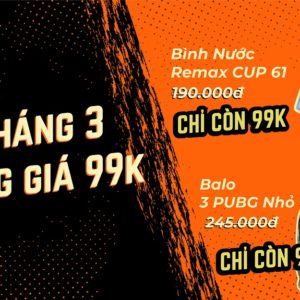 HÁNG 3
G GIÁ 99K
Bình Nước
Remax CUP 61
190.000đ
CHỈ CÒN 99K
Balo
3 PUBG Nhỏ
245.000đ
CHỈ CÒN 9